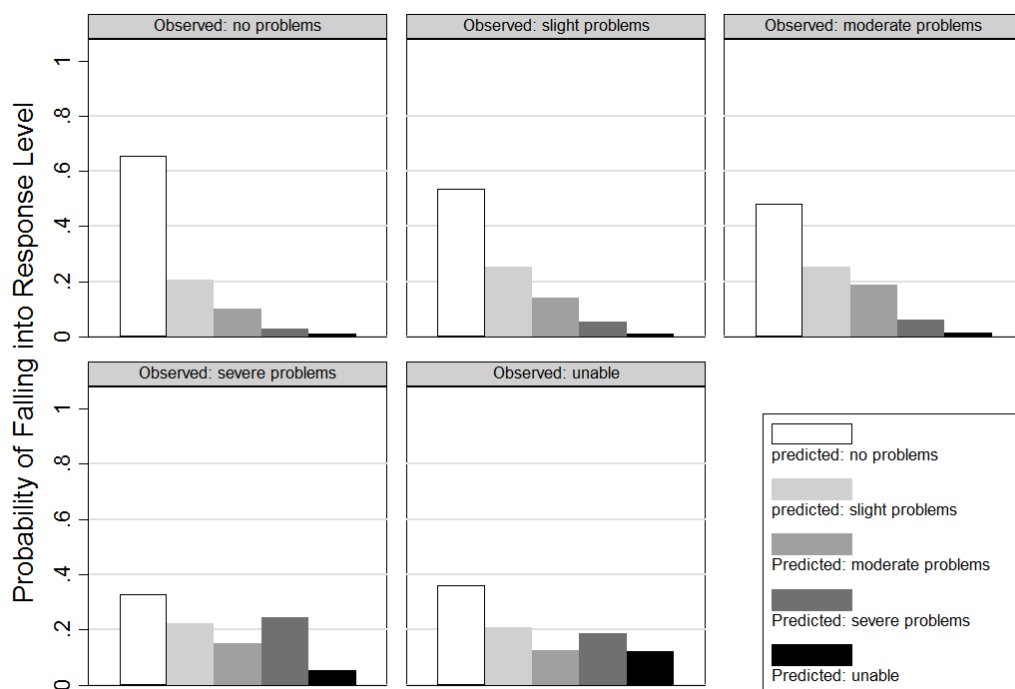 Observed: no problems
Observed: slight problems
Observed: moderate problems
Probability of Falling into Response Level
1
.8
.6
.4
.2
0
Observed: severe problems
Observed: unable
1
.8
.6
.4
.2
0
predicted: no problems
predicted: slight problems
Predicted: moderate problems
Predicted: severe problems
Predicted: unable